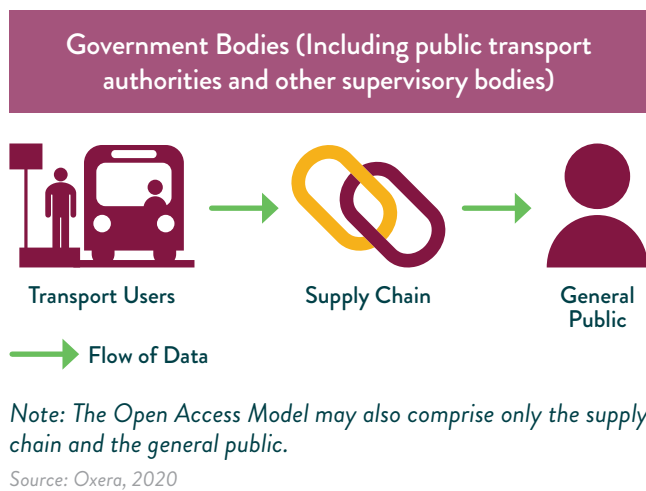 Government Bodies (Including public transport
authorities and other supervisory bodies)
Transport Users
Supply Chain
General
Public
Flow of Data
Note: The Open Access Model may also comprise only the supply
chain and the general public.
Source: Oxera, 2020